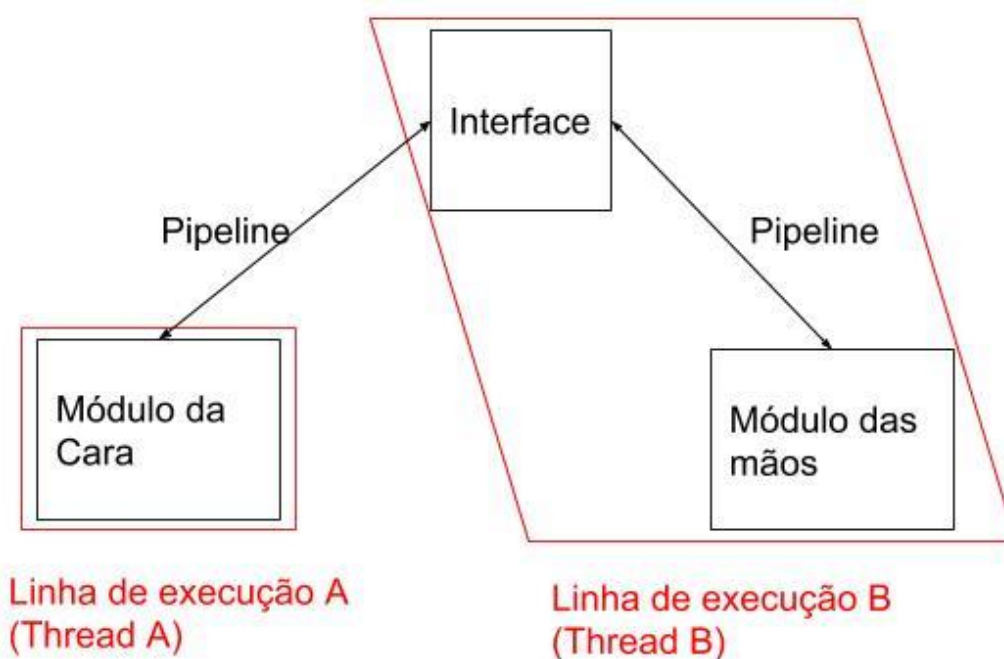 Interface
Pipeline
Pipeline
Módulo da
Cara
Módulo das
mãos
Linha de execução A
(Thread A)
Linha de execução B
(Thread B)